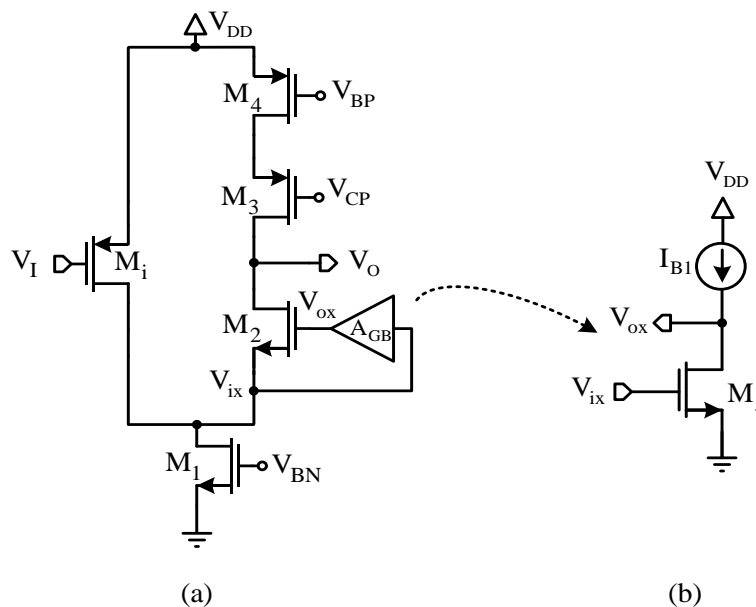 V_DD
M_4
V_BP
M_3
V_CP
V_I
M_i
V_O
M_2
V_ox
A_GB
V_ix
M_1
V_BN
(a)
V_DD
I_B1
V_ox
V_ix
M
(b)